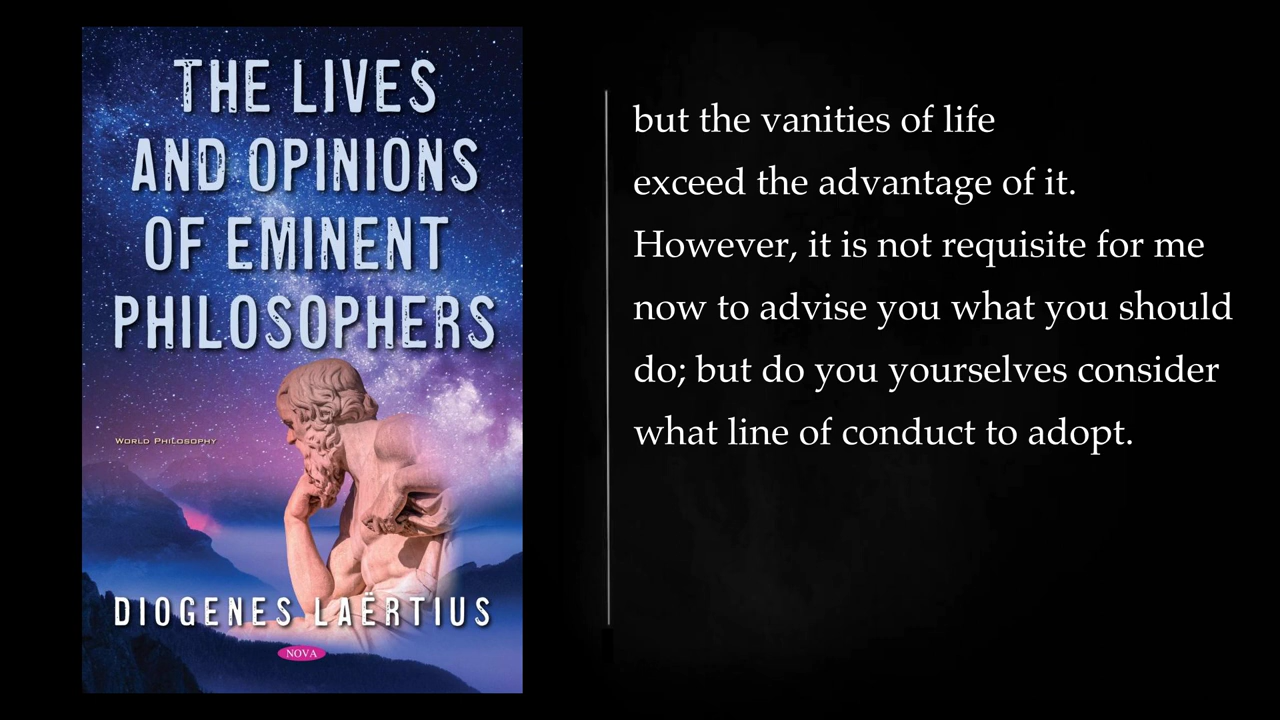 THE LIVES
AND OPINIONS
OF EMINENT
PHILOSOPHERS
WORLD PHILOSOPHY
DIOGENES LAËRTIUS
NOVA
but the vanities of life
exceed the advantage of it.
However, it is not requisite for me
now to advise you what you should
do; but do you yourselves consider
what line of conduct to adopt.